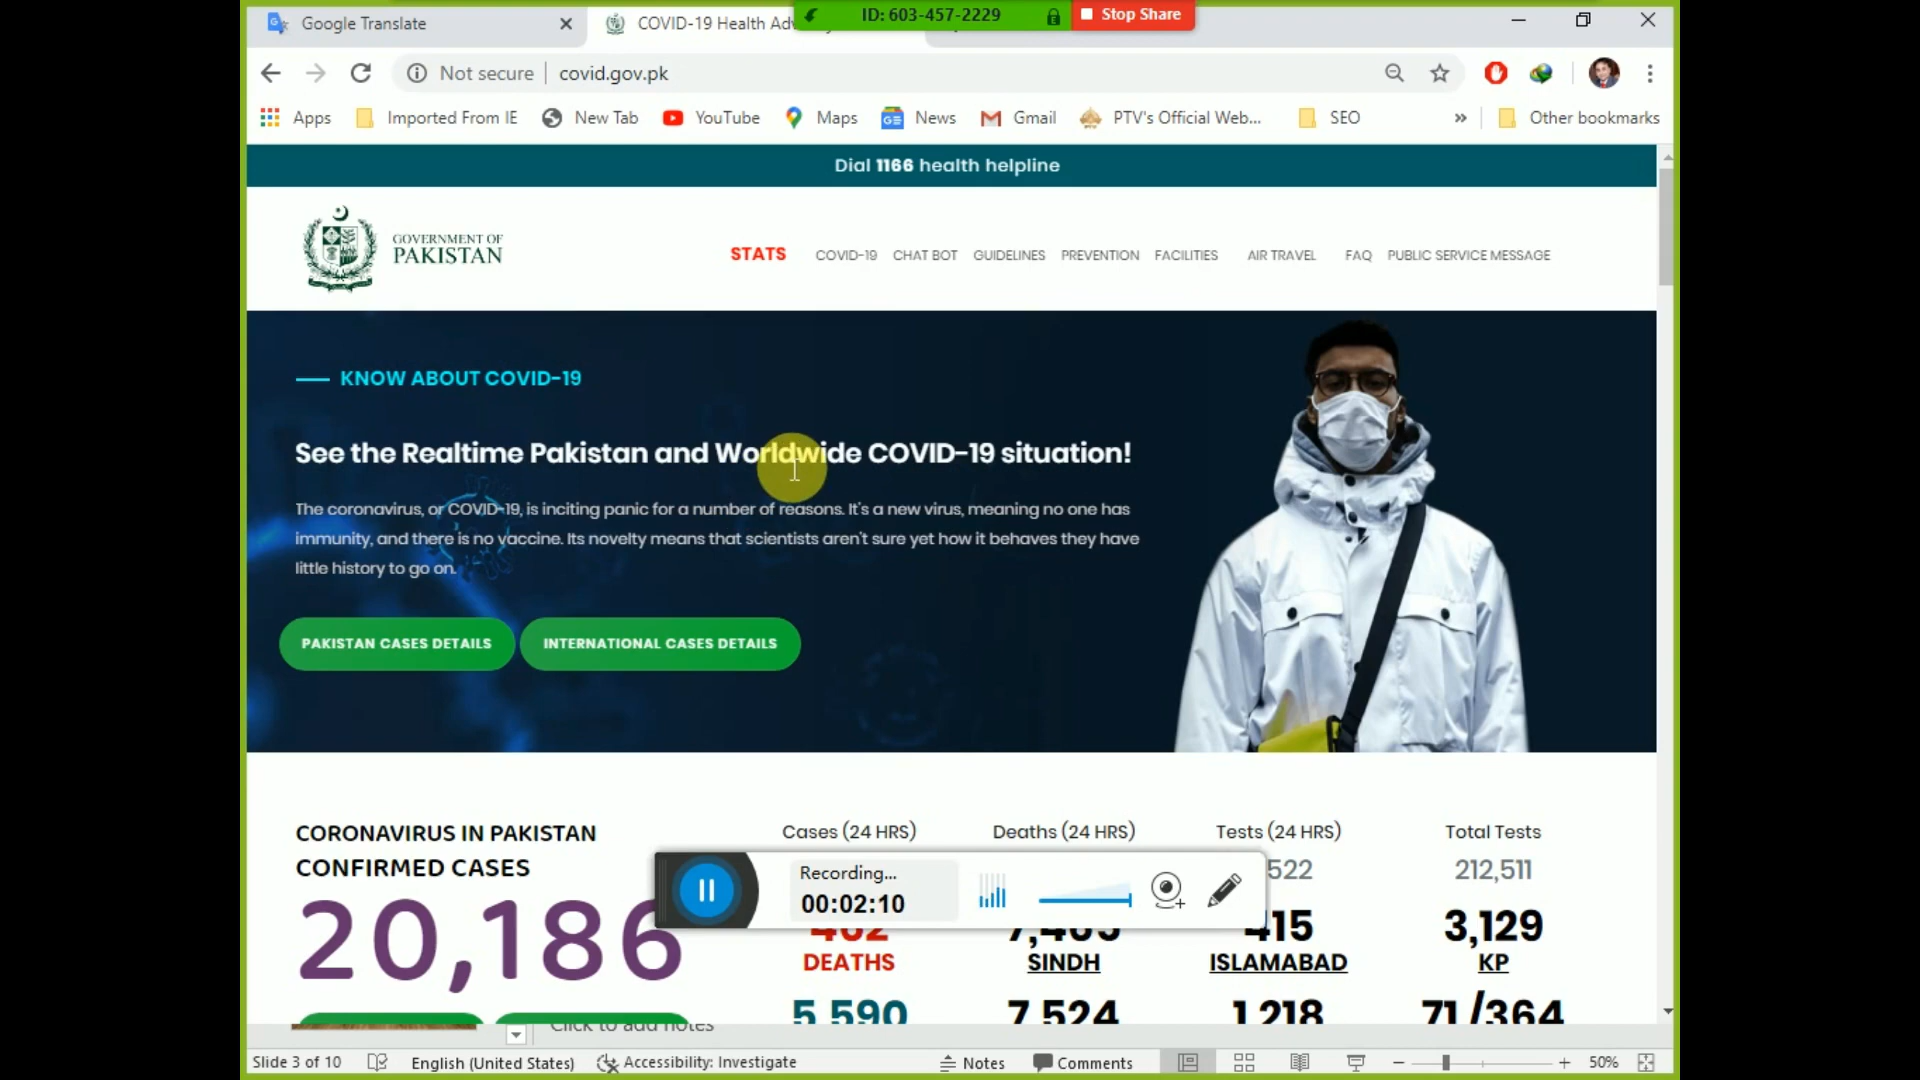 Google Translate
COVID-19 Health Adv
ID: 603-457-2229
Stop Share
Not secure
covid.gov.pk
Apps
Imported From IE
New Tab
YouTube
Maps
News
Gmail
PTV's Official Web...
SEO
»
Other bookmarks
Dial 1166 health helpline
GOVERNMENT OF
PAKISTAN
STATS
COVID-19
CHAT BOT
GUIDELINES
PREVENTION
FACILITIES
AIR TRAVEL
FAQ
PUBLIC SERVICE MESSAGE
KNOW ABOUT COVID-19
See the Realtime Pakistan and Worldwide COVID-19 situation!
The coronavirus, or COVID-19, is inciting panic for a number of reasons. It's a new virus, meaning no one has
immunity, and there is no vaccine. Its novelty means that scientists aren't sure yet how it behaves they have
little history to go on.
PAKISTAN CASES DETAILS
INTERNATIONAL CASES DETAILS
CORONAVIRUS IN PAKISTAN
CONFIRMED CASES
20,186
Cases (24 HRS)
Deaths (24 HRS)
Tests (24 HRS)
Total Tests
522
212,511
Recording...
00:02:10
415
3,129
DEATHS
SINDH
ISLAMABAD
KP
5,590
7,524
1,218
71 /364
Click to add notes
Slide 3 of 10
English (United States)
Accessibility: Investigate
Notes
Comments
50%